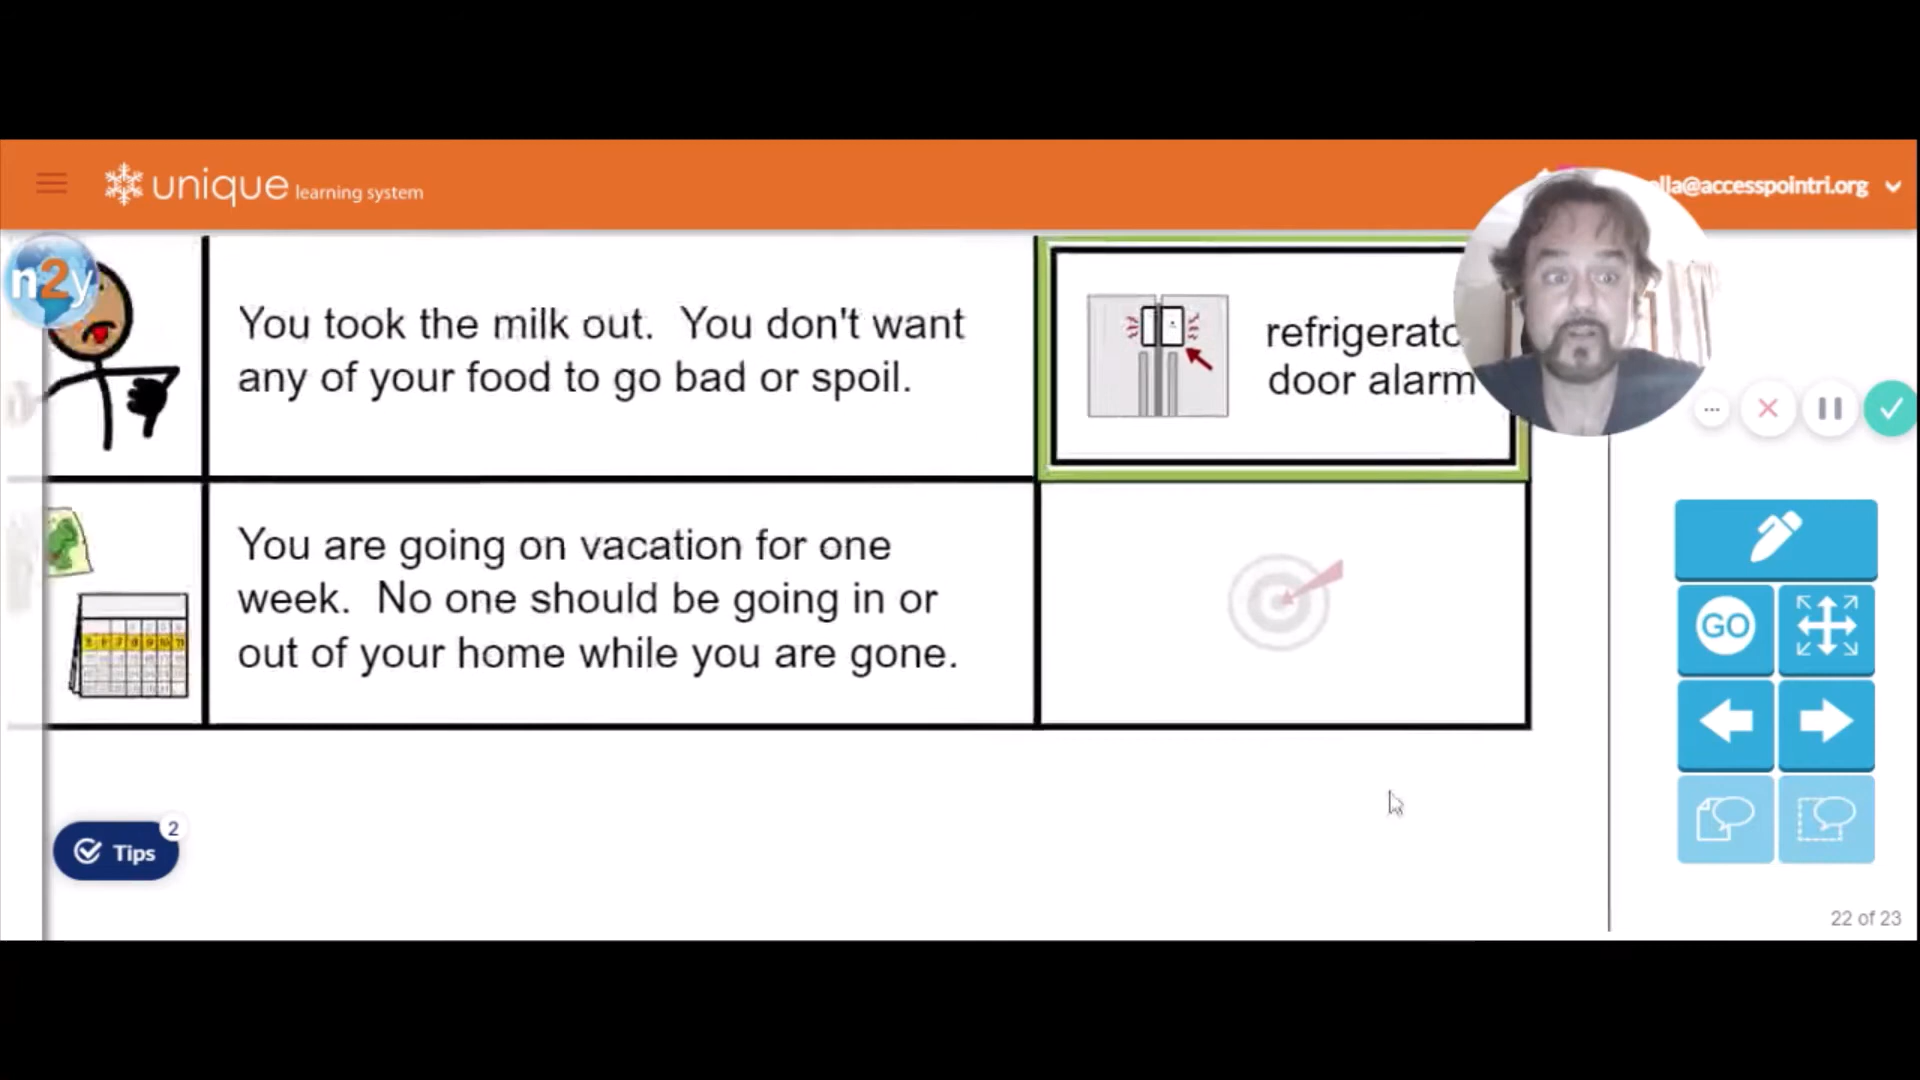 unique learning system
lla@accesspointri.org
n2y
You took the milk out. You don't want
any of your food to go bad or spoil.
door alarm
You are going on vacation for one
week. No one should be going in or
out of your home while you are gone.
GO
2
Tips
22 of 23